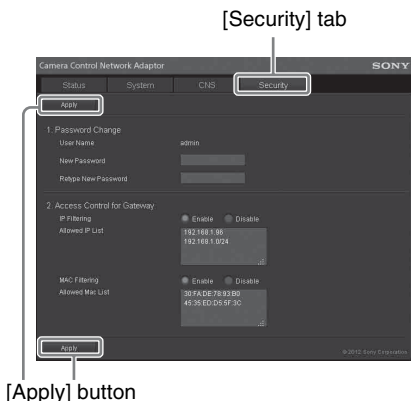 [Security] tab
Camera Control Network Adaptor SONY
Status System CNS Security
Apply
1. Password Change
User Name admin
New Password
Retype New Password
2. Access Control for Gateway
IP Filtering Enable Disable
Allowed IP List 192.168.1.96
192.168.1.0/24
MAC Filtering Enable Disable
Allowed Mac List 30:FA:DE:78:93:B0
45:35:ED:D5:5F:3C
Apply ©2012 Sony Corporation
[Apply] button